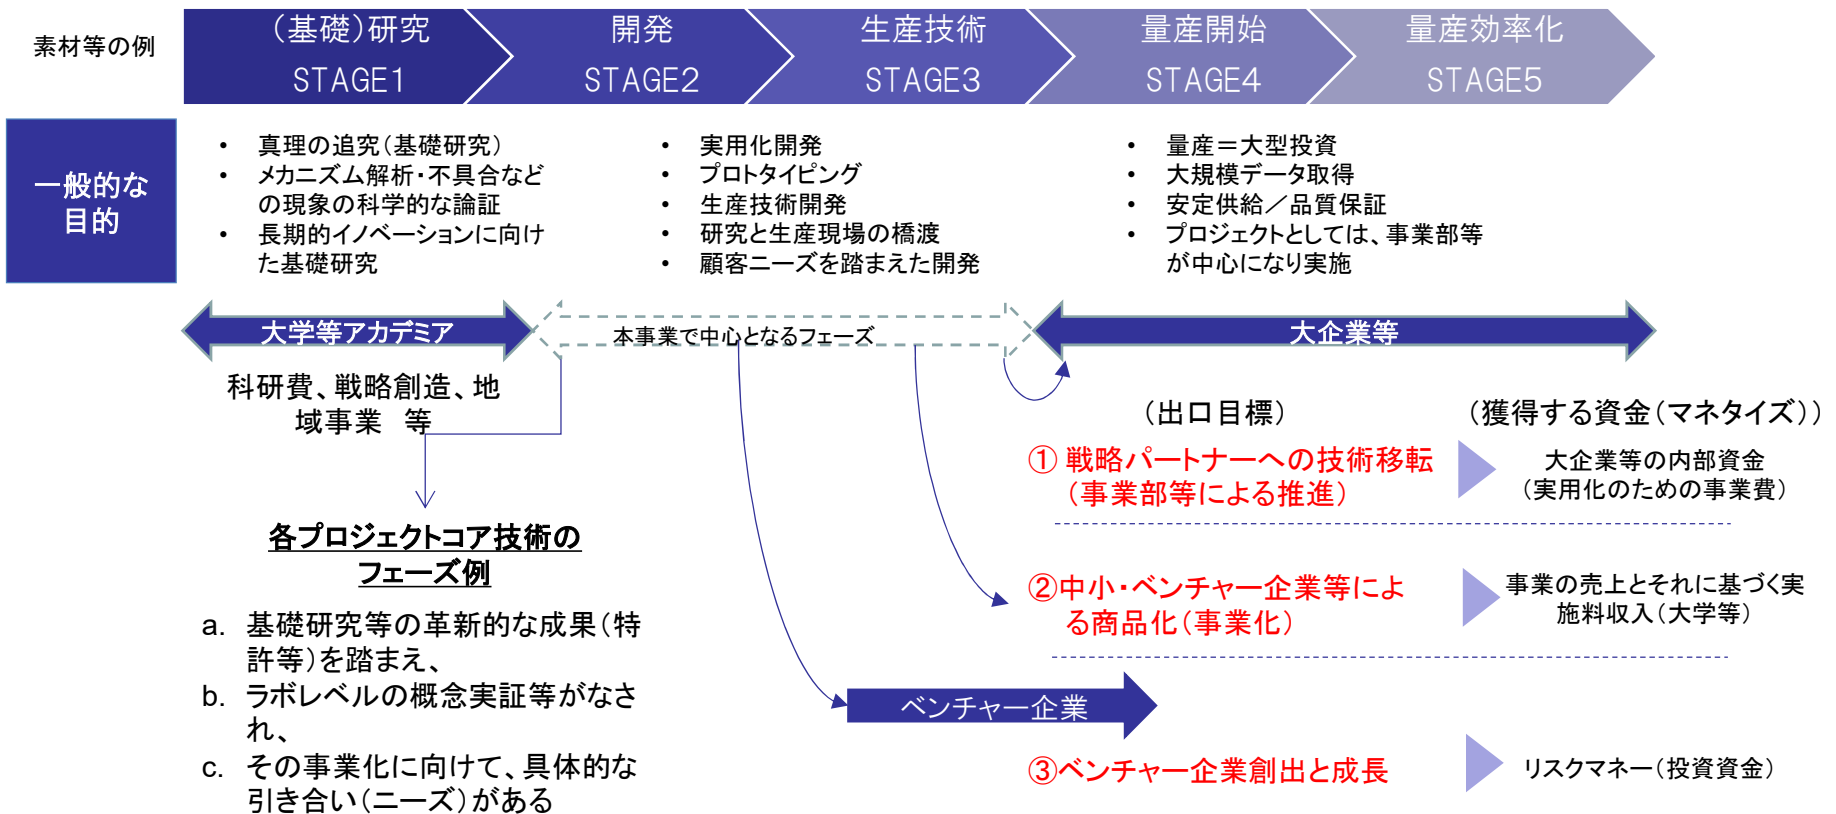 素材等の例
(基礎)研究
STAGE1
開発
STAGE2
生産技術
STAGE3
量産開始
STAGE4
量産効率化
STAGE5
一般的な
目的
• 真理の追究(基礎研究)
• メカニズム解析・不具合など
の現象の科学的な論証
• 長期的イノベーションに向け
た基礎研究
• 実用化開発
• プロトタイピング
• 生産技術開発
• 研究と生産現場の橋渡
• 顧客ニーズを踏まえた開発
• 量産=大型投資
• 大規模データ取得
• 安定供給/品質保証
• プロジェクトとしては、事業部等
が中心になり実施
大学等アカデミア
本事業で中心となるフェーズ
大企業等
科研費、戦略創造、地
域事業 等
各プロジェクトコア技術の
フェーズ例
a. 基礎研究等の革新的な成果(特
許等)を踏まえ、
b. ラボレベルの概念実証等がなさ
れ、
c. その事業化に向けて、具体的な
引き合い(ニーズ)がある
(出口目標)
(獲得する資金(マネタイズ))
① 戦略パートナーへの技術移転
(事業部等による推進)
大企業等の内部資金
(実用化のための事業費)
②中小・ベンチャー企業等によ
る商品化(事業化)
事業の売上とそれに基づく実
施料収入(大学等)
ベンチャー企業
③ベンチャー企業創出と成長
リスクマネー(投資資金)